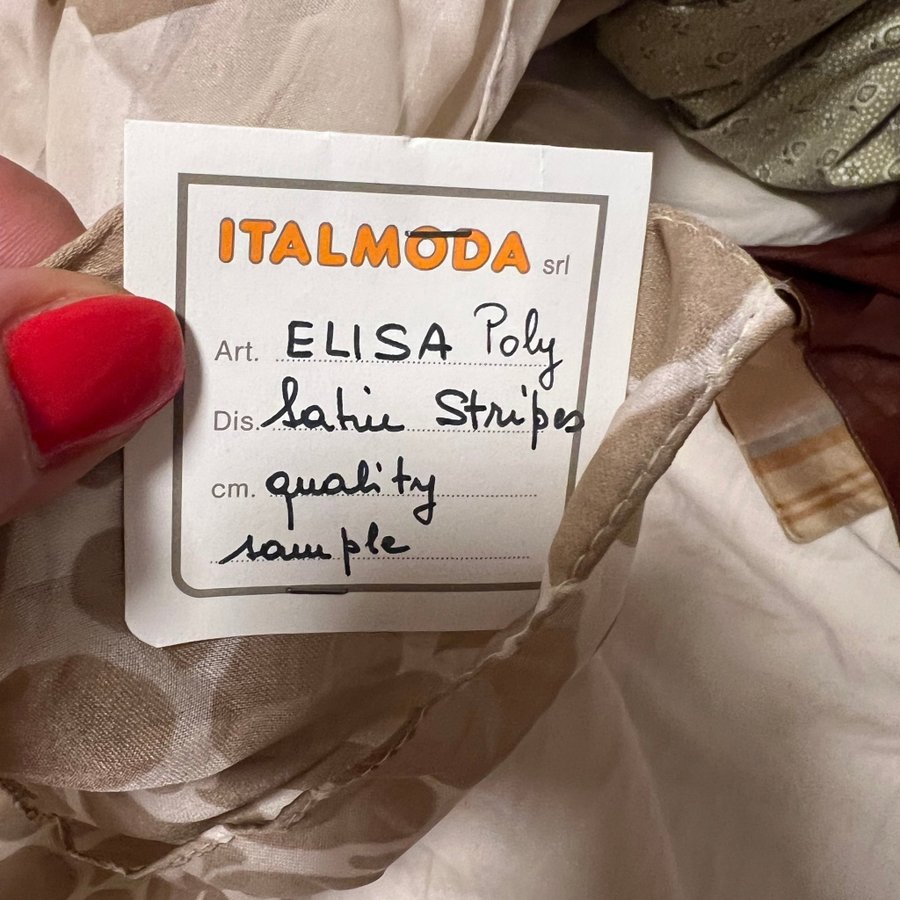 ITALMODA srl
Art. ELISA Poly
Dis. Satin Stripes
cm. quality
sample